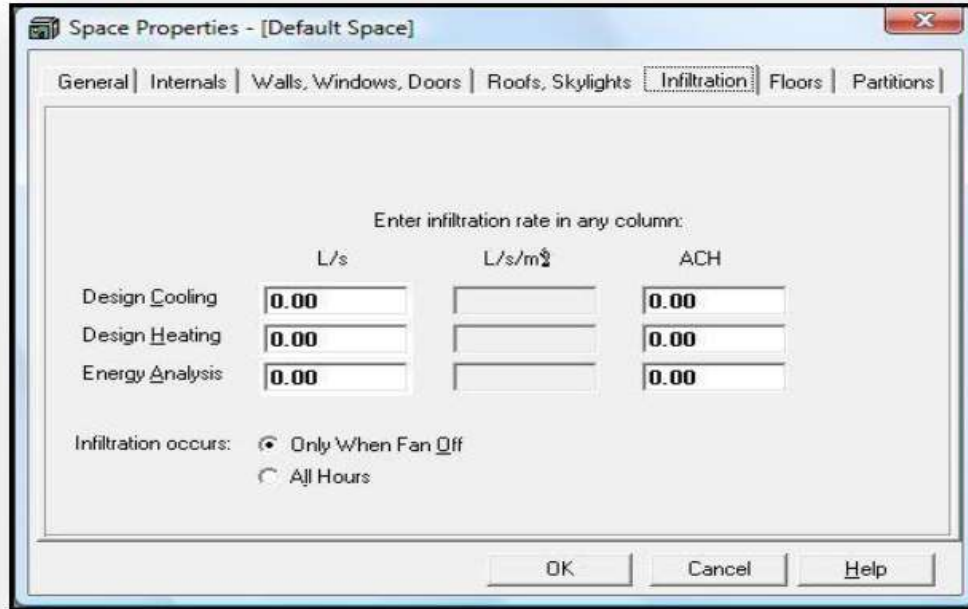 Space Properties - [Default Space]
General Internals Walls, Windows, Doors Roofs, Skylights Infiltration Floors Partitions
Enter infiltration rate in any column:
L/s L/s/m² ACH
Design Cooling 0.00 0.00
Design Heating 0.00 0.00
Energy Analysis 0.00 0.00
Infiltration occurs: Only When Fan Off
All Hours
OK Cancel Help